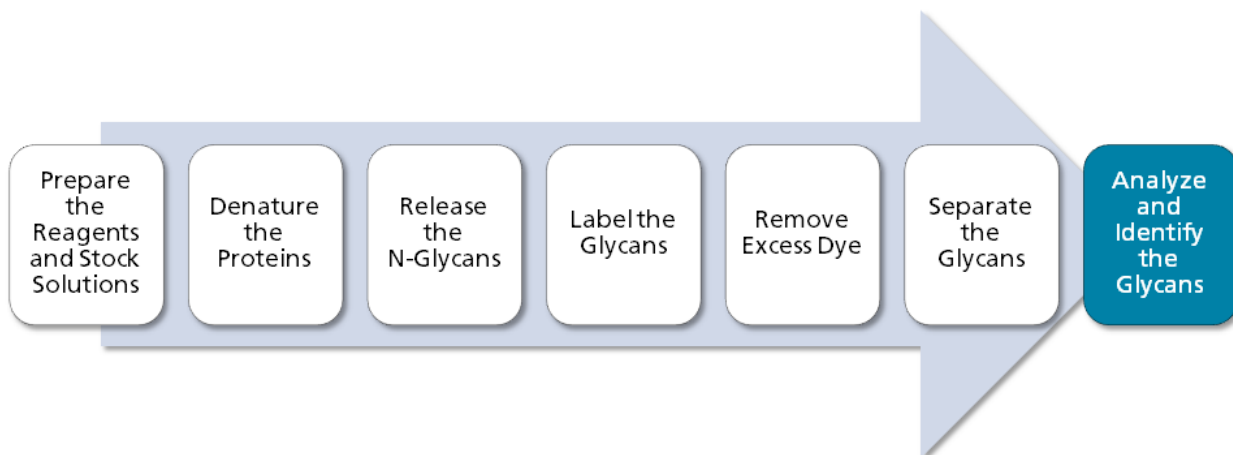 Prepare
the
Reagents
and Stock
Solutions
Denature
the
Proteins
Release
the
N-Glycans
Label the
Glycans
Remove
Excess Dye
Separate
the
Glycans
Analyze
and
Identify
the
Glycans